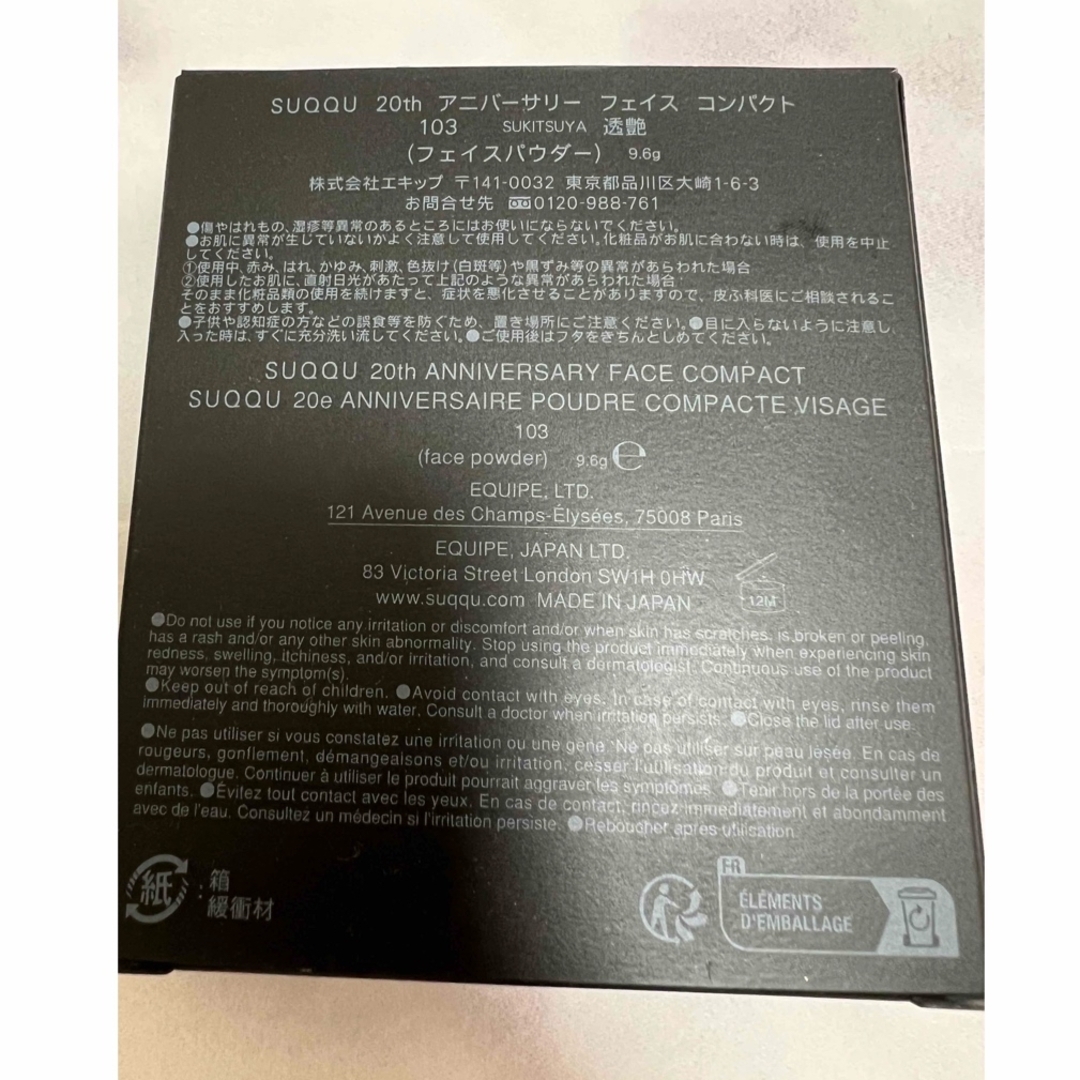 SUQQU 20th アニバーサリー フェイス コンパクト
103 SUKITSUYA 透艶
(フェイスパウダー) 9.6g
株式会社エキップ 〒141-0032 東京都品川区大崎1-6-3
お問合せ先 0120-988-761
●傷やはれもの、湿疹等異常のあるところにはお使いにならないでください。
●お肌に異常が生じていないかよく注意して使用してください。化粧品がお肌に合わない時は、使用を中止
してください。
①使用中、赤み、はれ、かゆみ、刺激、色抜け(白斑等)や黒ずみ等の異常があらわれた場合
②使用したお肌に、直射日光があたって上記のような異常があらわれた場合
そのまま化粧品類の使用を続けますと、症状を悪化させることがありますので、皮ふ科医にご相談されるこ
とをおすすめします。
●子供や認知症の方などの誤食等を防ぐため、置き場所にご注意ください。●目に入らないように注意し、
入った時は、すぐに充分洗い流してください。●ご使用後はフタをきちんとしめてください。
SUQQU 20th ANNIVERSARY FACE COMPACT
SUQQU 20e ANNIVERSAIRE POUDRE COMPACTE VISAGE
103
(face powder) 9.6g ℮
EQUIPE, LTD.
121 Avenue des Champs-Élysées, 75008 Paris
EQUIPE, JAPAN LTD.
83 Victoria Street London SW1H 0HW
www.suqqu.com MADE IN JAPAN
12M
●Do not use if you notice any irritation or discomfort and/or when skin has scratches, is broken or peeling,
has a rash and/or any other skin abnormality. Stop using the product immediately when experiencing skin
redness, swelling, itchiness, and/or irritation, and consult a dermatologist. Continuous use of the product
may worsen the symptom(s).
●Keep out of reach of children. ●Avoid contact with eyes. In case of contact with eyes, rinse them
immediately and thoroughly with water. Consult a doctor when irritation persists. ●Close the lid after use.
●Ne pas utiliser si vous constatez une irritation ou une gêne. Ne pas utiliser sur peau lésée. En cas de
rougeurs, gonflement, démangeaisons et/ou irritation, cesser l'utilisation du produit et consulter un
dermatologue. Continuer à utiliser le produit pourrait aggraver les symptômes. ●Tenir hors de la portée des
enfants. ●Évitez tout contact avec les yeux. En cas de contact, rincez immédiatement et abondamment
avec de l'eau. Consultez un médecin si l'irritation persiste. ●Reboucher après utilisation.
紙 : 箱
緩衝材
FR
ÉLÉMENTS
D'EMBALLAGE